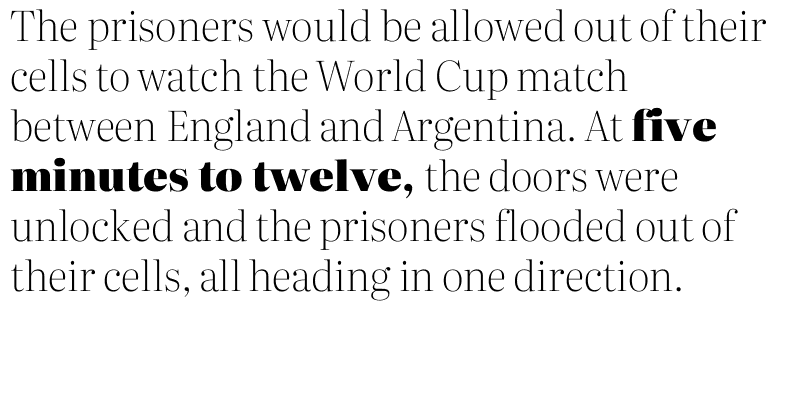 The prisoners would be allowed out of their
cells to watch the World Cup match
between England and Argentina. At five
minutes to twelve, the doors were
unlocked and the prisoners flooded out of
their cells, all heading in one direction.